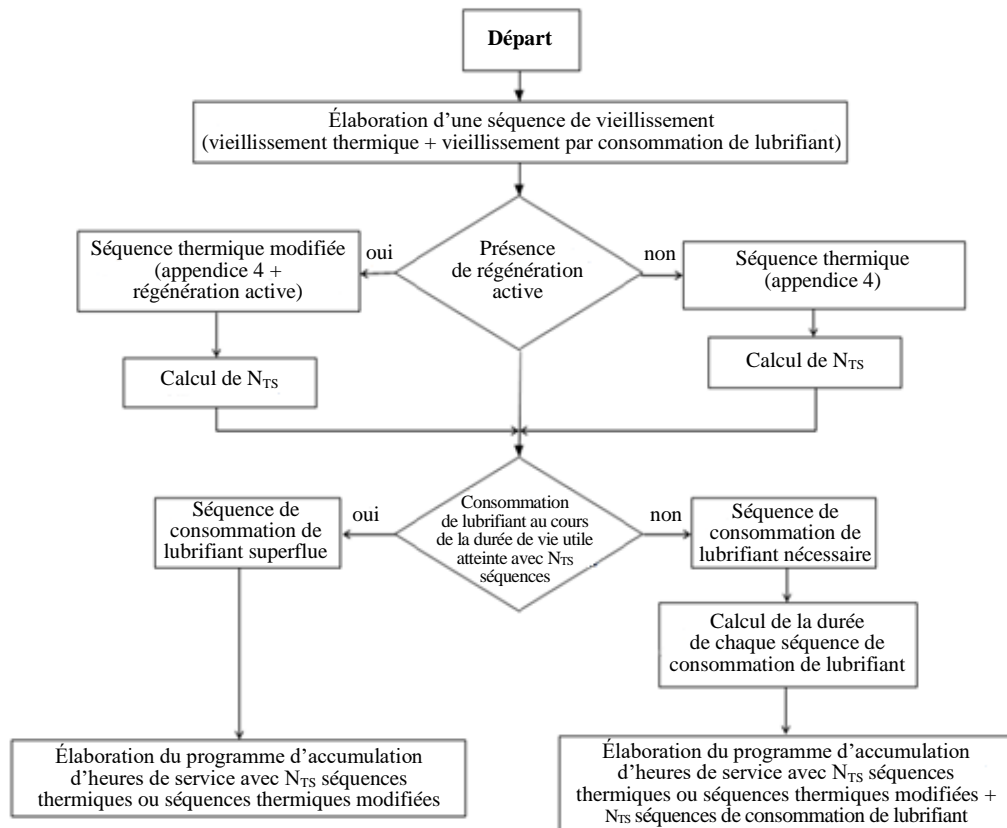 Départ
Élaboration d'une séquence de vieillissement
(vieillissement thermique + vieillissement par consommation de lubrifiant)
Séquence thermique modifiée
(appendice 4 +
régénération active)
oui
Présence
de régénération
active
non
Séquence thermique
(appendice 4)
Calcul de NTS
Calcul de NTS
Séquence de
consommation de
lubrifiant superflue
oui
Consommation
de lubrifiant au cours
de la durée de vie utile
atteinte avec NTS
séquences
non
Séquence de
consommation de
lubrifiant nécessaire
Calcul de la durée
de chaque séquence de
consommation de lubrifiant
Élaboration du programme d'accumulation
d'heures de service avec NTS séquences
thermiques ou séquences thermiques modifiées
Élaboration du programme d'accumulation
d'heures de service avec NTS séquences
thermiques ou séquences thermiques modifiées +
NTS séquences de consommation de lubrifiant